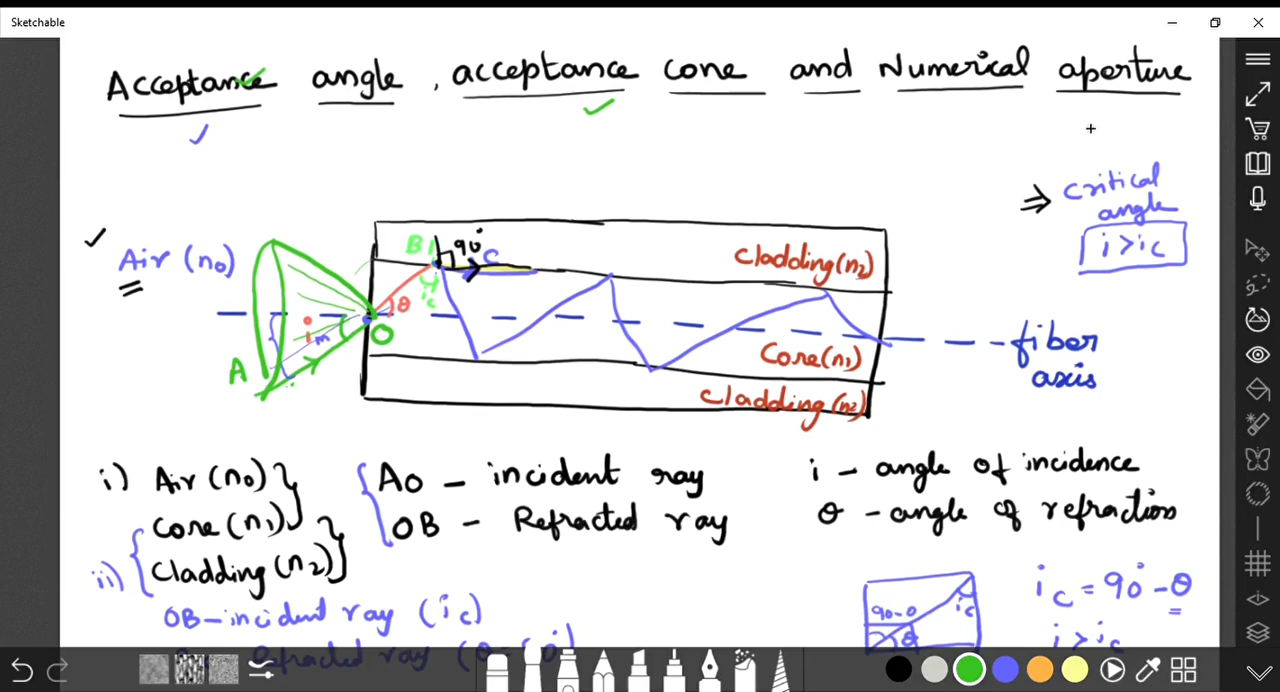 Sketchable
Acceptance angle, acceptance cone and Numerical aperture
⇒ critical
angle
i > ic
Air (n0)
B
90°
C
cladding(n2)
ic
θ
im
O
A
Core(n1)
fiber
axis
cladding(n2)
i) Air (n0)
core (n1)
ii) cladding (n2)
AO - incident ray
OB - Refracted ray
i - angle of incidence
θ - angle of refraction
OB-incident ray (ic)
Refracted ray
90-θ
θ
ic
ic = 90° - θ
i > ic